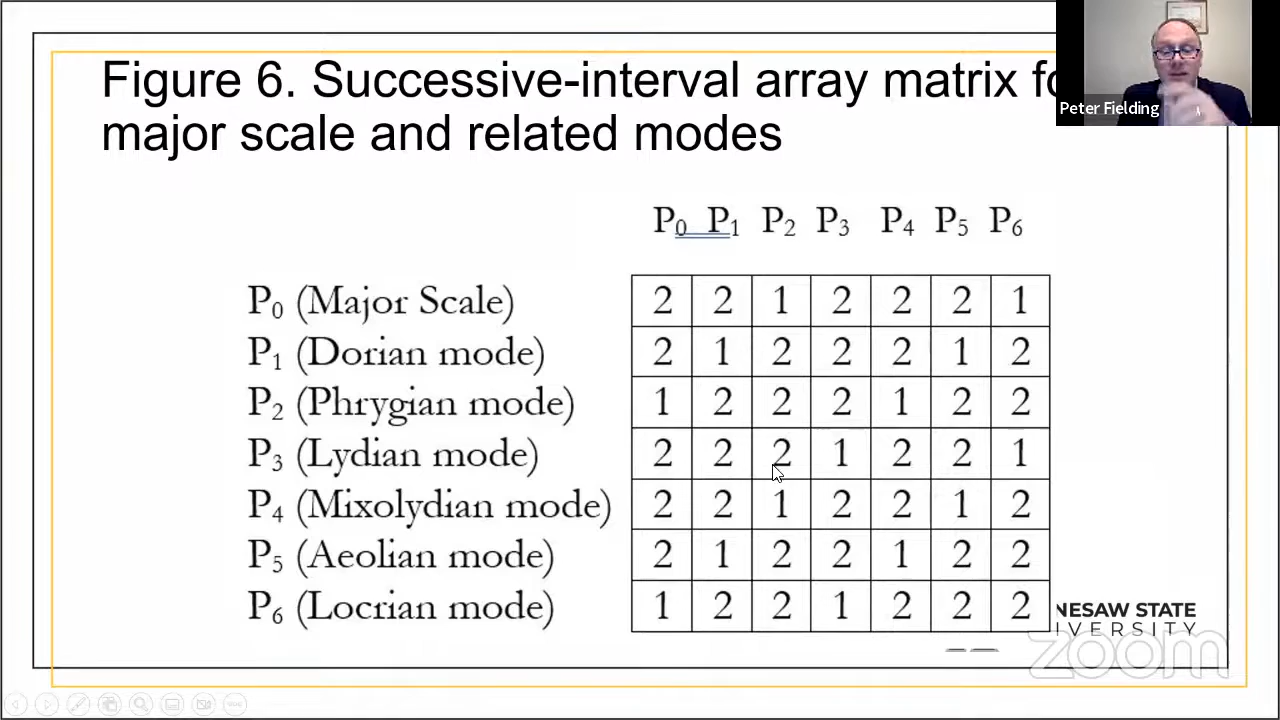 Figure 6. Successive-interval array matrix fo
major scale and related modes
Peter Fielding
P0 P1 P2 P3 P4 P5 P6
P0 (Major Scale) 2 2 1 2 2 2 1
P1 (Dorian mode) 2 1 2 2 2 1 2
P2 (Phrygian mode) 1 2 2 2 1 2 2
P3 (Lydian mode) 2 2 2 1 2 2 1
P4 (Mixolydian mode) 2 2 1 2 2 1 2
P5 (Aeolian mode) 2 1 2 2 1 2 2
P6 (Locrian mode) 1 2 2 1 2 2 2
NESAW STATE
IVERSITY
zoom